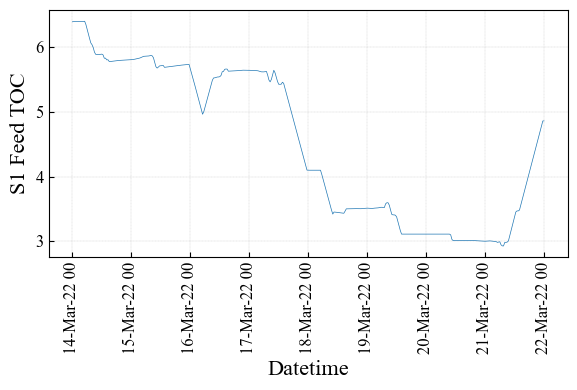 S1 Feed TOC
6
5
4
3
14-Mar-22 00
15-Mar-22 00
16-Mar-22 00
17-Mar-22 00
18-Mar-22 00
19-Mar-22 00
20-Mar-22 00
21-Mar-22 00
22-Mar-22 00
Datetime